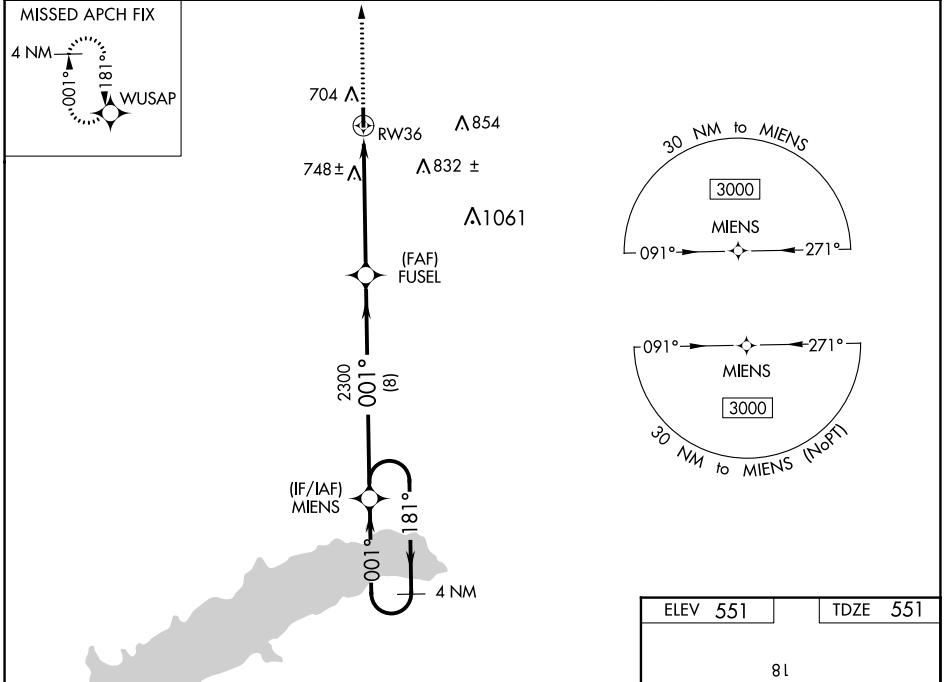 MISSED APCH FIX
4 NM
001°
181°
WUSAP
704
RW36
854
748 ±
832 ±
1061
(FAF)
FUSEL
2300
001°
(8)
(IF/IAF)
MIENS
001°
181°
4 NM
30 NM to MIENS
3000
MIENS
091°
271°
091°
271°
MIENS
3000
30 NM to MIENS (NoPT)
ELEV 551
TDZE 551
18